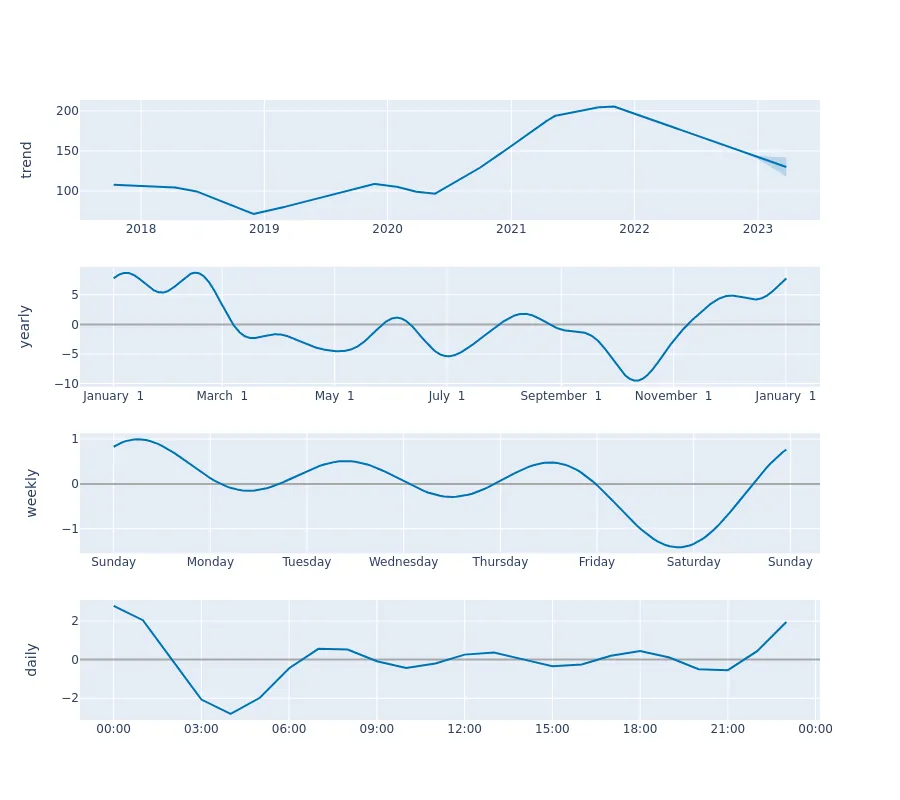 trend
200
150
100
2018 2019 2020 2021 2022 2023
yearly
5
0
−5
−10
January 1 March 1 May 1 July 1 September 1 November 1 January 1
weekly
1
0
−1
Sunday Monday Tuesday Wednesday Thursday Friday Saturday Sunday
daily
2
0
−2
00:00 03:00 06:00 09:00 12:00 15:00 18:00 21:00 00:00